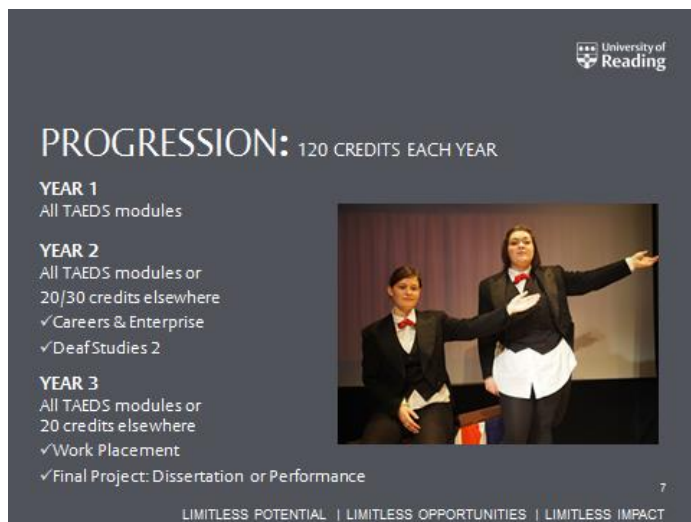 University of
Reading
PROGRESSION: 120 CREDITS EACH YEAR
YEAR 1
All TAEDS modules
YEAR 2
All TAEDS modules or
20/30 credits elsewhere
✓Careers & Enterprise
✓Deaf Studies 2
YEAR 3
All TAEDS modules or
20 credits elsewhere
✓Work Placement
✓Final Project: Dissertation or Performance
7
LIMITLESS POTENTIAL | LIMITLESS OPPORTUNITIES | LIMITLESS IMPACT